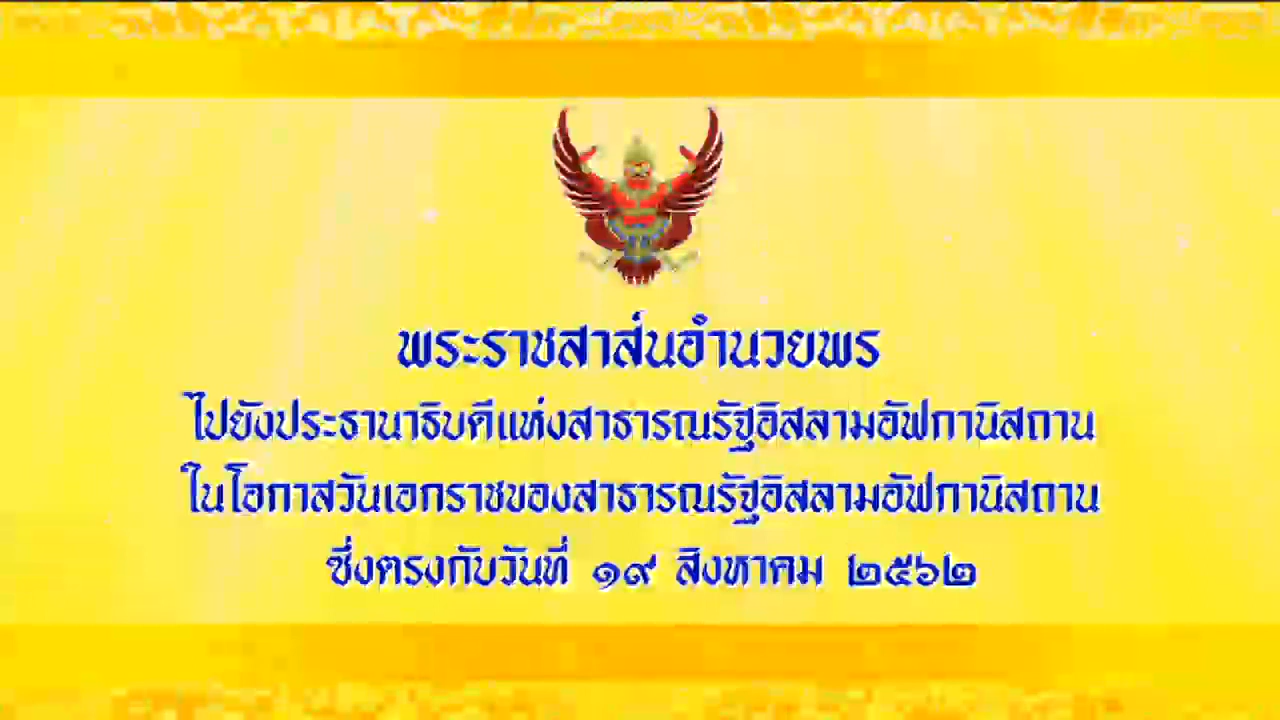 พระราชสาส์นอำนวยพร
ไปยังประธานาธิบดีแห่งสาธารณรัฐอิสลามอัฟกานิสถาน
ในโอกาสวันเอกราชของสาธารณรัฐอิสลามอัฟกานิสถาน
ซึ่งตรงกับวันที่ ๑๙ สิงหาคม ๒๕๖๒